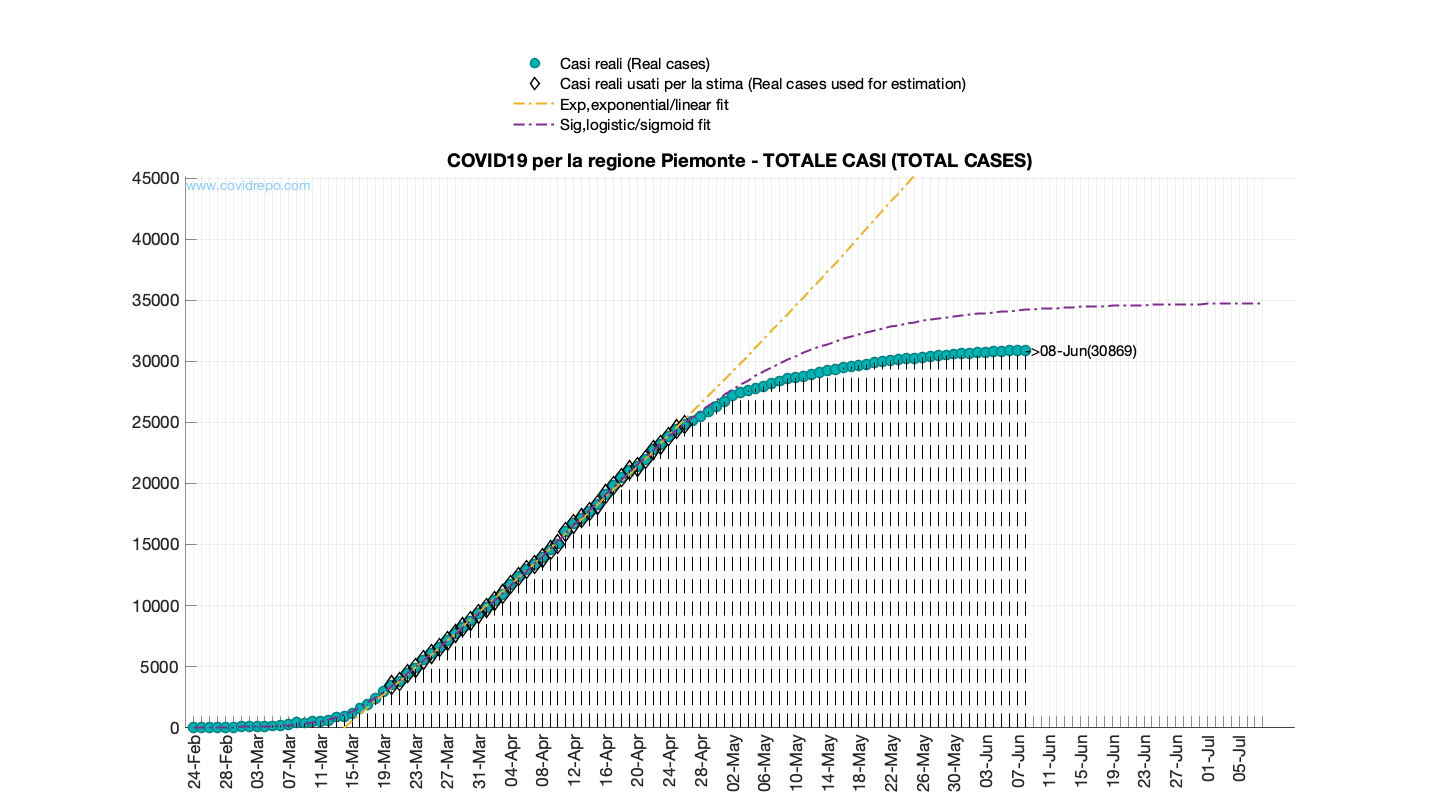 Casi reali (Real cases)
Casi reali usati per la stima (Real cases used for estimation)
Exp,exponential/linear fit
Sig,logistic/sigmoid fit
COVID19 per la regione Piemonte - TOTALE CASI (TOTAL CASES)
www.covidrepo.com
45000
40000
35000
30000
25000
20000
15000
10000
5000
0
->08-Jun(30869)
24-Feb
28-Feb
03-Mar
07-Mar
11-Mar
15-Mar
19-Mar
23-Mar
27-Mar
31-Mar
04-Apr
08-Apr
12-Apr
16-Apr
20-Apr
24-Apr
28-Apr
02-May
06-May
10-May
14-May
18-May
22-May
26-May
30-May
03-Jun
07-Jun
11-Jun
15-Jun
19-Jun
23-Jun
27-Jun
01-Jul
05-Jul